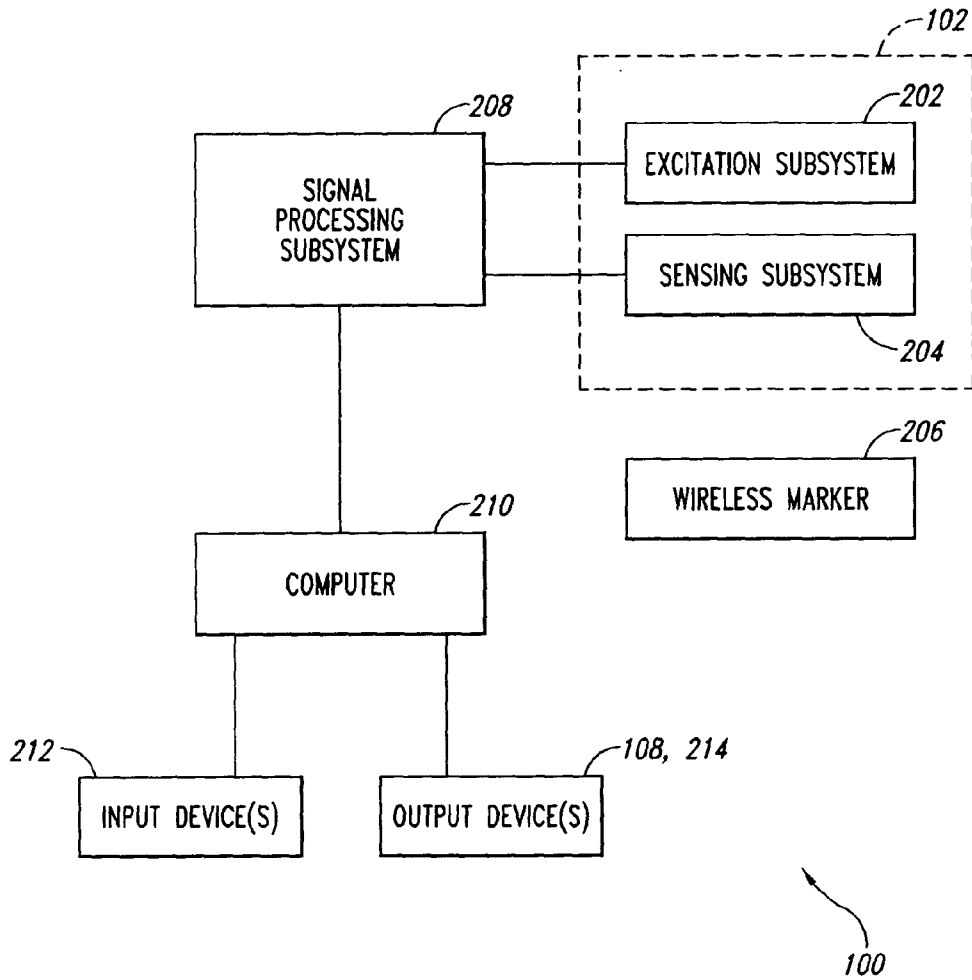 102
208
202
SIGNAL
PROCESSING
SUBSYSTEM
EXCITATION SUBSYSTEM
SENSING SUBSYSTEM
204
206
WIRELESS MARKER
210
COMPUTER
212
108, 214
INPUT DEVICE(S)
OUTPUT DEVICE(S)
100